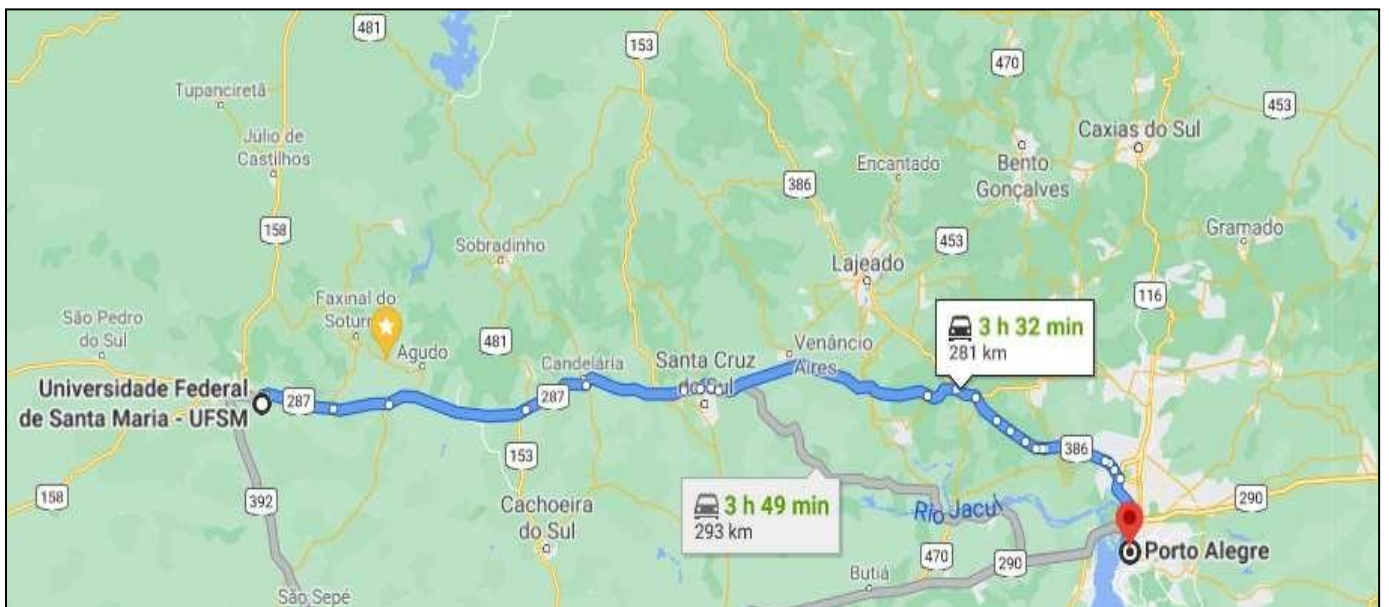 481
153
470
Tupanciretã
453
Júlio de
Castilhos
Caxias do Sul
Encantado
Bento
Gonçalves
386
158
Sobradinho
453
Gramado
Lajeado
Faxinal do
Soturn
116
São Pedro
do Sul
481
Agudo
3 h 32 min
281 km
Venâncio
Aires
Candelária
Santa Cruz
do Sul
Universidade Federal
de Santa Maria - UFSM
287
287
153
386
158
392
Cachoeira
do Sul
3 h 49 min
293 km
Rio Jacuí
290
470
290
Porto Alegre
Butiá
São Sepé